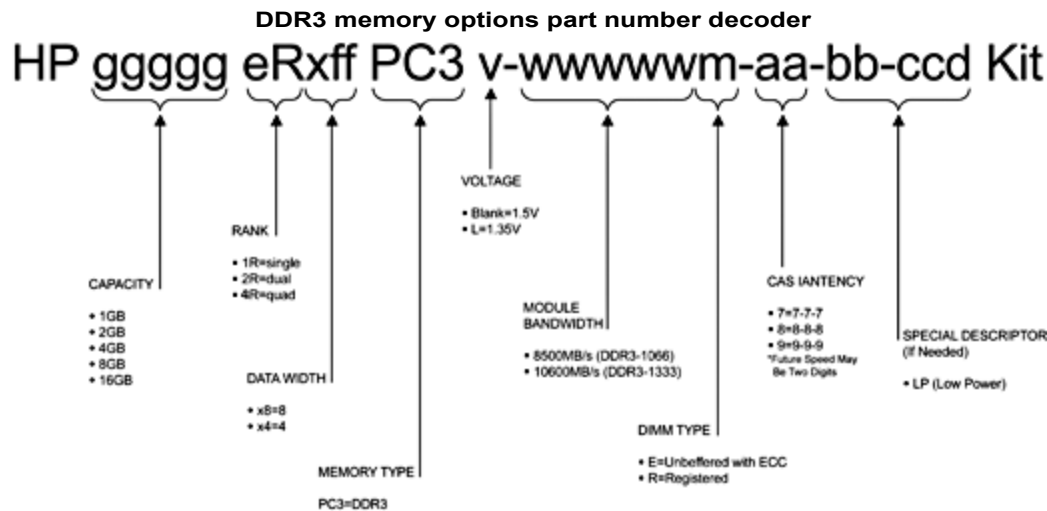 DDR3 memory options part number decoder
HP ggggg eRxff PC3 v-wwwwwm-aa-bb-ccd Kit
VOLTAGE
• Blank=1.5V
• L=1.35V
RANK
• 1R=single
• 2R=dual
• 4R=quad
CAPACITY
• 1GB
• 2GB
• 4GB
• 8GB
• 16GB
CAS IANTENCY
• 7=7-7-7
• 8=8-8-8
• 9=9-9-9
*Future Speed May
Be Two Digits
MODULE
BANDWIDTH
• 8500MB/s (DDR3-1066)
• 10600MB/s (DDR3-1333)
SPECIAL DESCRIPTOR
(If Needed)
• LP (Low Power)
DATA WIDTH
• x8=8
• x4=4
DIMM TYPE
• E=Unbeffered with ECC
• R=Registered
MEMORY TYPE
PC3=DDR3